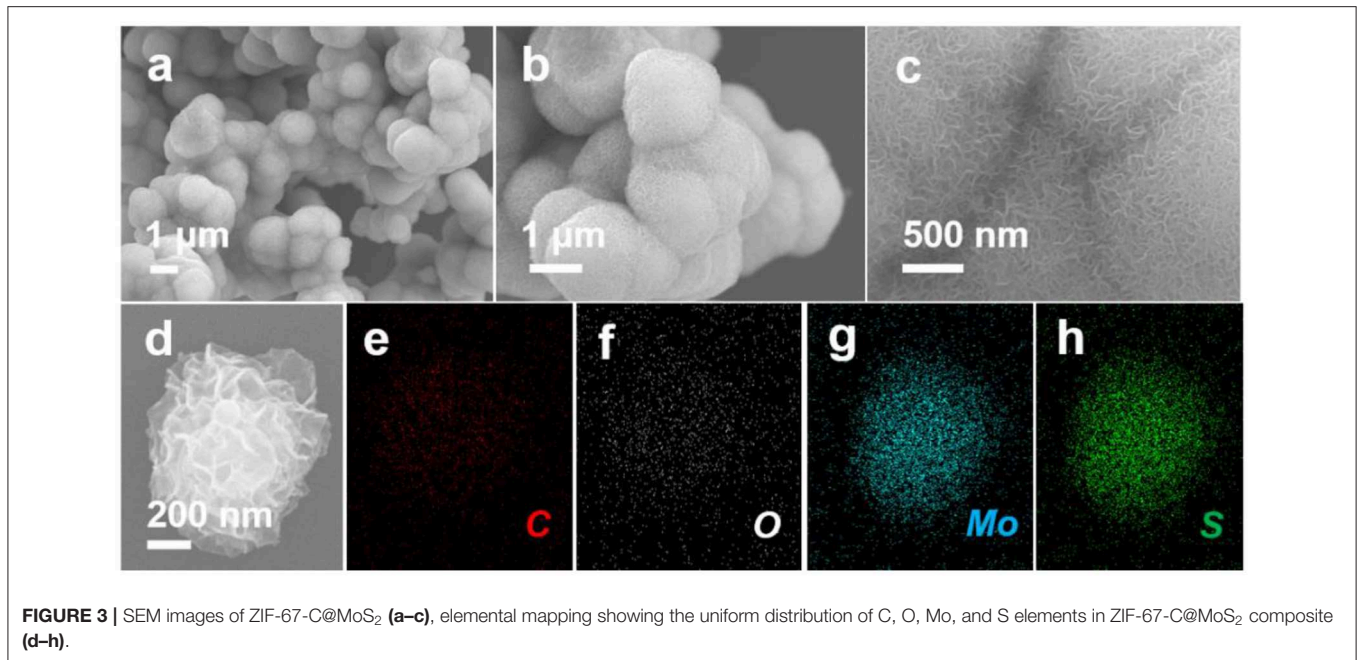 a
b
c
1 µm
1 µm
500 nm
d
e
f
g
h
200 nm
C
O
Mo
S
FIGURE 3 | SEM images of ZIF-67-C@MoS₂ (a–c), elemental mapping showing the uniform distribution of C, O, Mo, and S elements in ZIF-67-C@MoS₂ composite
(d–h).